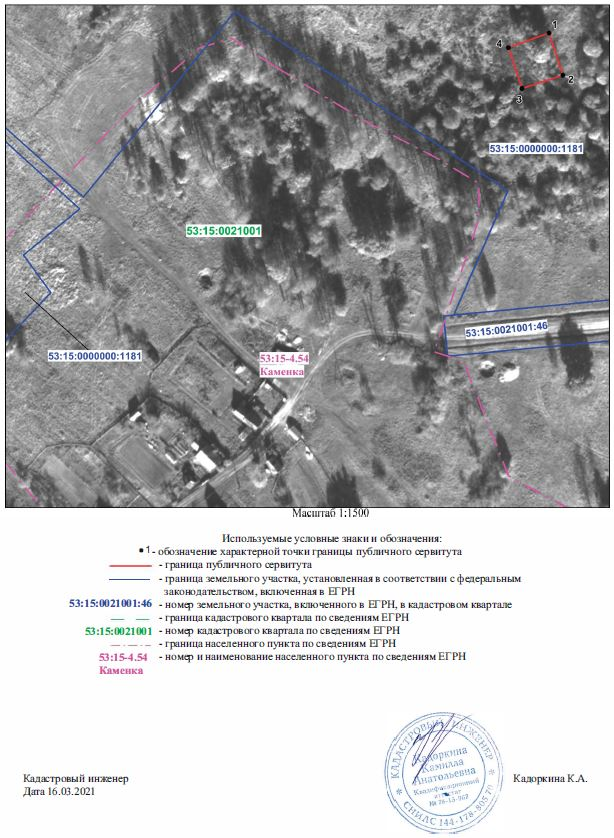 1
4
2
3
53:15:0000000:1181
53:15:0021001
53:15:0021001:46
53:15:0000000:1181
53:15-4.54
Каменка
Масштаб 1:1500
Используемые условные знаки и обозначения:
1 - обозначение характерной точки границы публичного сервитута
- граница публичного сервитута
- граница земельного участка, установленная в соответствии с федеральным
законодательством, включенная в ЕГРН
53:15:0021001:46 - номер земельного участка, включенного в ЕГРН, в кадастровом квартале
- граница кадастрового квартала по сведениям ЕГРН
53:15:0021001 - номер кадастрового квартала по сведениям ЕГРН
- граница населенного пункта по сведениям ЕГРН
53:15-4.54 - номер и наименование населенного пункта по сведениям ЕГРН
Каменка
КАДАСТРОВЫЙ ИНЖЕНЕР
Кадоркина
Камилла
Анатольевна
Квалификационный
аттестат
СНИЛС 144-178-805 70
Кадастровый инженер
Кадоркина К.А.
Дата 16.03.2021